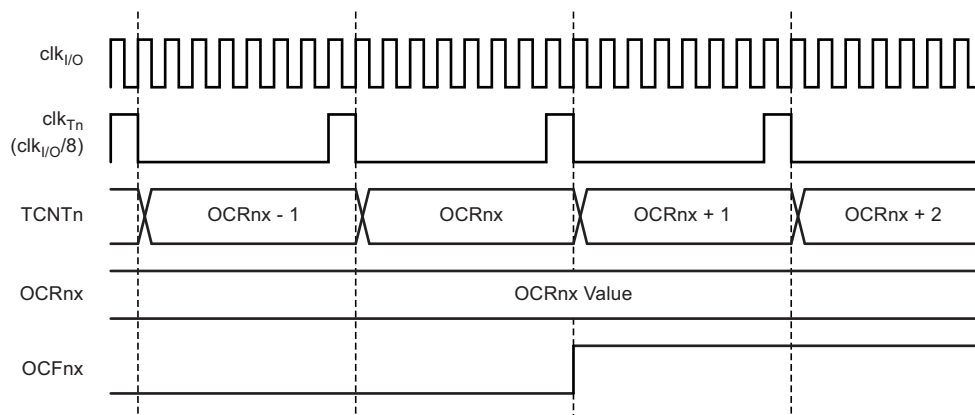 clkI/O
clkTn
(clkI/O/8)
TCNTn OCRnx - 1 OCRnx OCRnx + 1 OCRnx + 2
OCRnx OCRnx Value
OCFnx